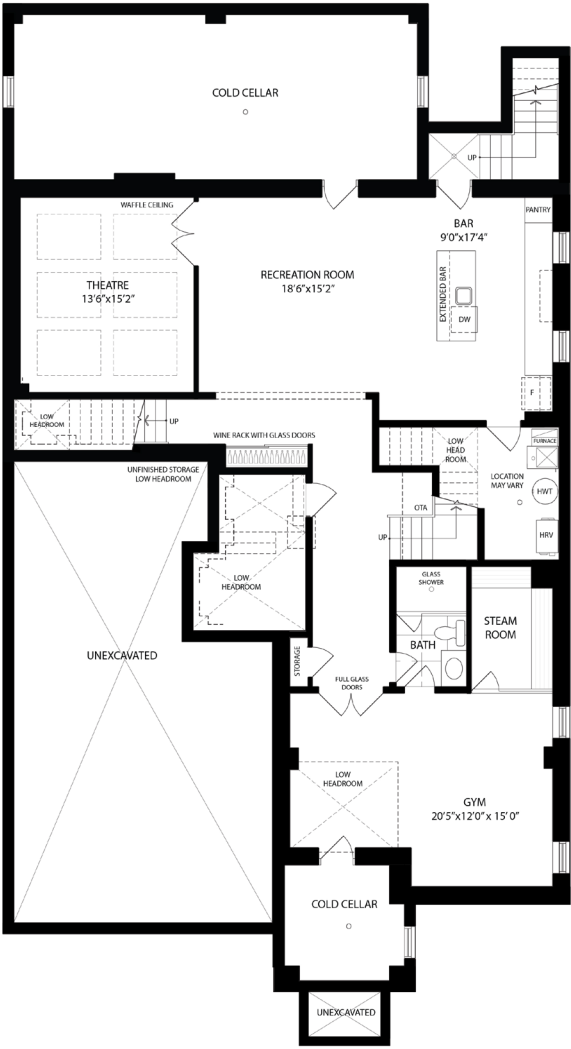 COLD CELLAR
UP
WAFFLE CEILING
PANTRY
BAR
9'0"x17'4"
THEATRE
13'6"x15'2"
RECREATION ROOM
18'6"x15'2"
EXTENDED BAR
DW
F
LOW
HEADROOM
UP
WINE RACK WITH GLASS DOORS
LOW
HEAD
ROOM
FURNACE
UNFINISHED STORAGE
LOW HEADROOM
LOCATION
MAY VARY
HWT
OTA
UP
HRV
LOW
HEADROOM
GLASS
SHOWER
STEAM
ROOM
BATH
UNEXCAVATED
STORAGE
FULL GLASS
DOORS
LOW
HEADROOM
GYM
20'5"x12'0" x 15' 0"
COLD CELLAR
UNEXCAVATED